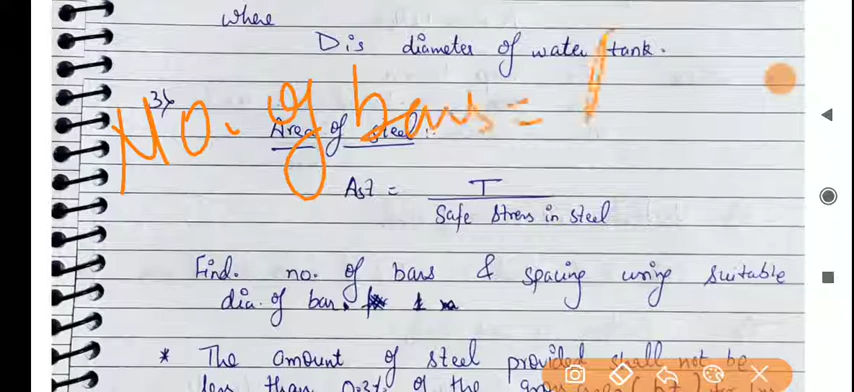 where
D is diameter of water tank.
No. of bars =
3)
Area of steel :-
Ast = T
Safe stress in steel
Find no. of bars & spacing using suitable
dia. of bar.
* The amount of steel provided shall not be
less than 0.3% of the